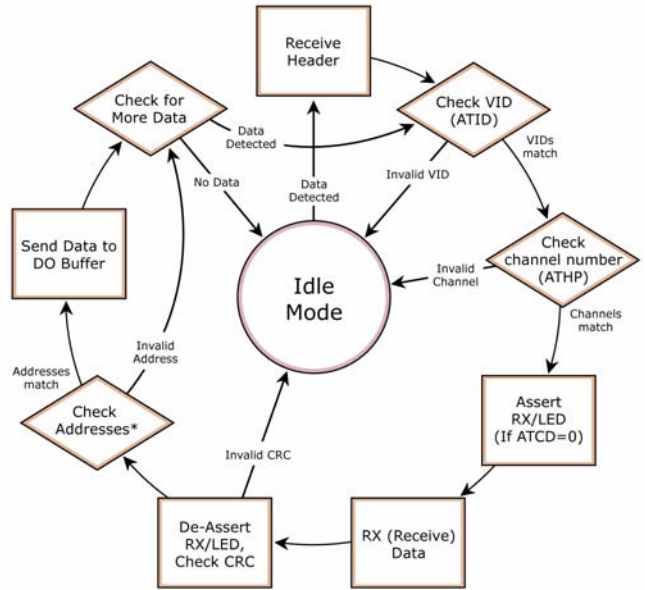 Receive
Header
Check for
More Data
Check VID
(ATID)
Data
Detected
VIDs
match
No Data
Data
Detected
Invalid VID
Send Data to
DO Buffer
Check
channel number
(ATHP)
Idle
Mode
Invalid
Channel
Channels
match
Invalid
Address
Addresses
match
Assert
RX/LED
(If ATCD=0)
Check
Addresses*
Invalid CRC
De-Assert
RX/LED,
Check CRC
RX (Receive)
Data